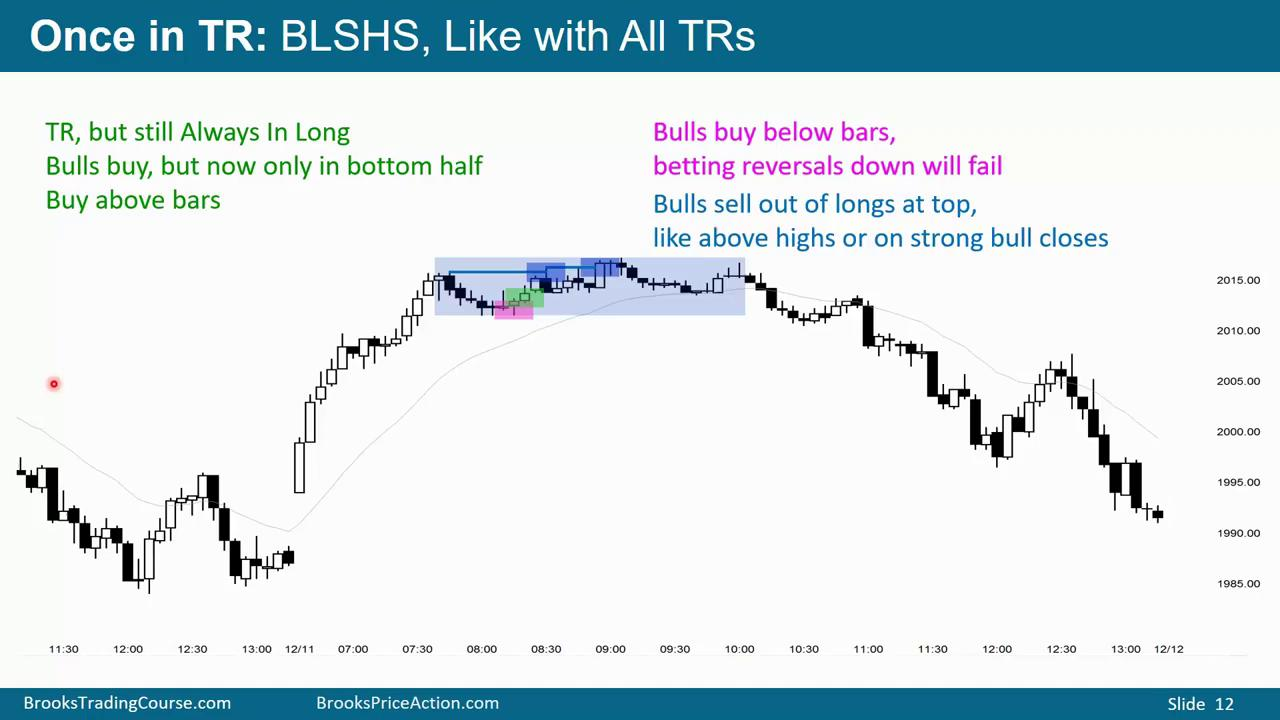 Once in TR: BLSHS, Like with All TRs
TR, but still Always In Long
Bulls buy, but now only in bottom half
Buy above bars
Bulls buy below bars,
betting reversals down will fail
Bulls sell out of longs at top,
like above highs or on strong bull closes
2015.00
2010.00
2005.00
2000.00
1995.00
1990.00
1985.00
11:30 12:00 12:30 13:00 12/11 07:00 07:30 08:00 08:30 09:00 09:30 10:00 10:30 11:00 11:30 12:00 12:30 13:00 12/12
BrooksTradingCourse.com BrooksPriceAction.com Slide 12